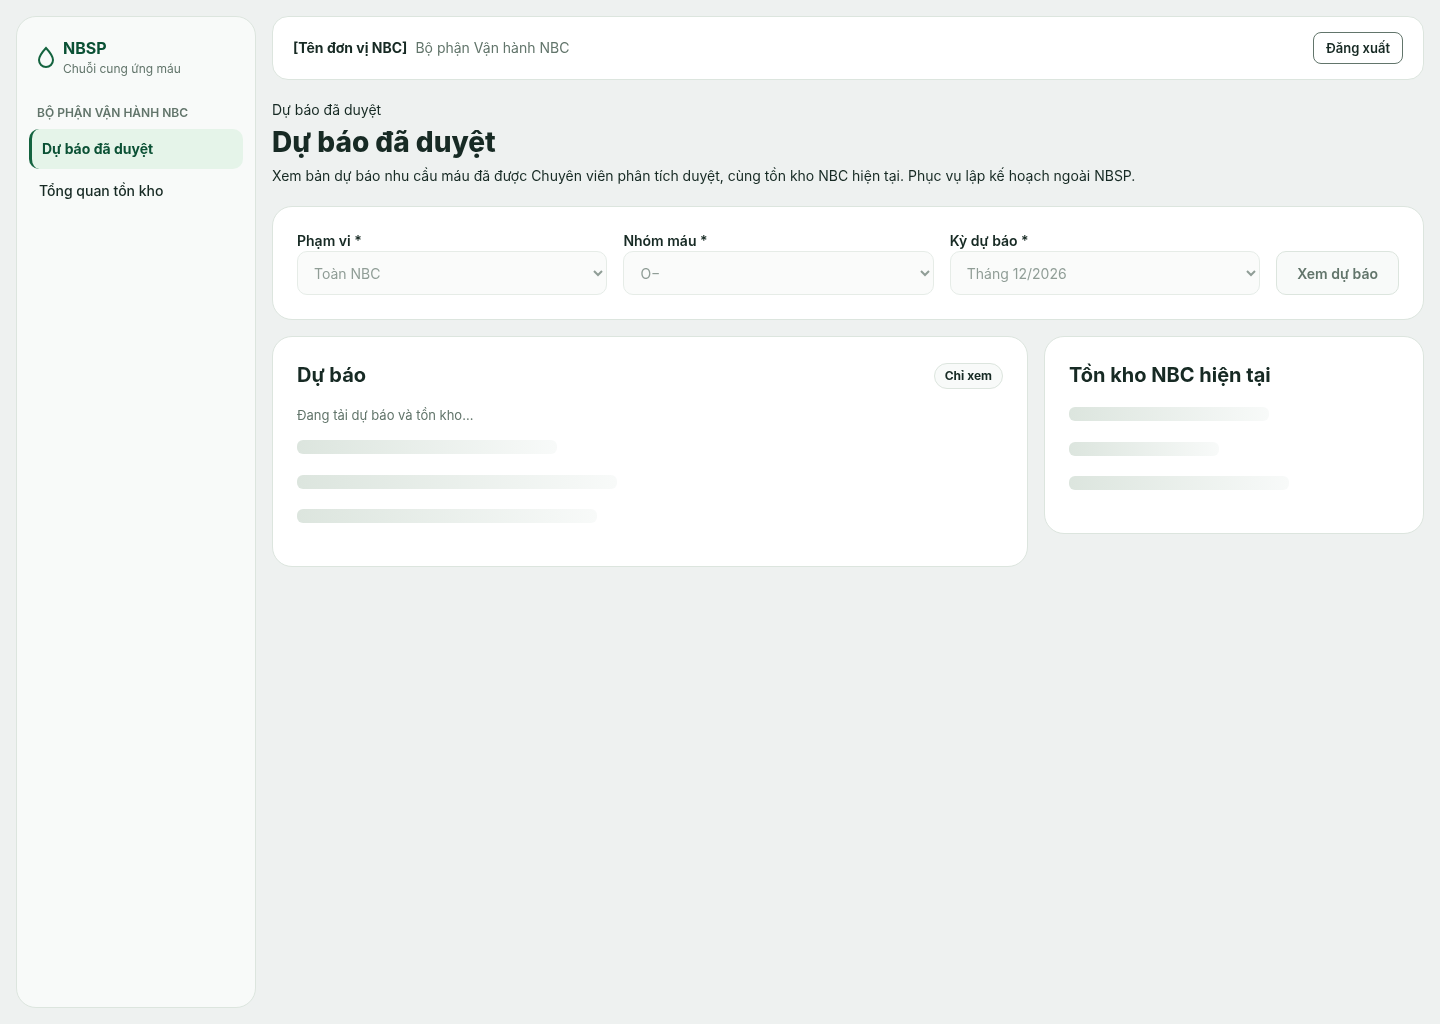 NBSP
Chuỗi cung ứng máu
BỘ PHẬN VẬN HÀNH NBC
Dự báo đã duyệt
Tổng quan tồn kho
[Tên đơn vị NBC] Bộ phận Vận hành NBC
Đăng xuất
Dự báo đã duyệt
Dự báo đã duyệt
Xem bản dự báo nhu cầu máu đã được Chuyên viên phân tích duyệt, cùng tồn kho NBC hiện tại. Phục vụ lập kế hoạch ngoài NBSP.
Phạm vi *
Nhóm máu *
Kỳ dự báo *
Toàn NBC
O−
Tháng 12/2026
Xem dự báo
Dự báo
Chỉ xem
Đang tải dự báo và tồn kho...
Tồn kho NBC hiện tại